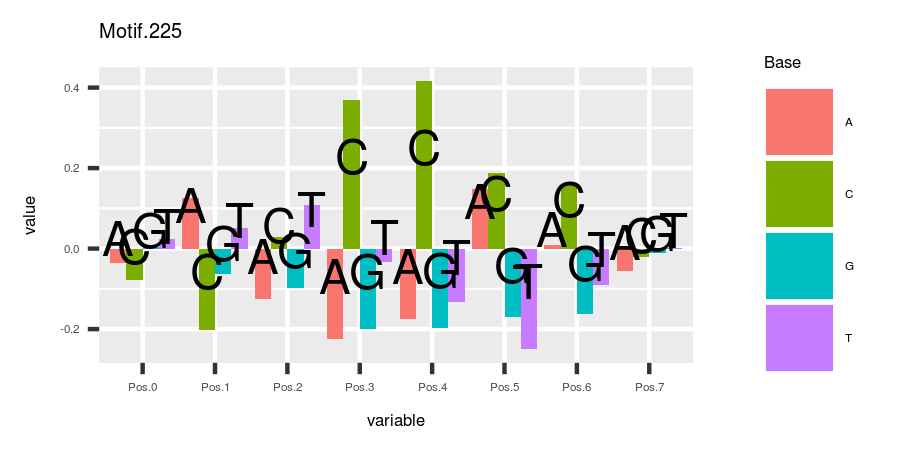 Motif.225
Base
0.4
0.2
0.0
-0.2
value
A C G T A C G T A C G T A C G T A C G T A C G T A C G T A C G T
A
C
G
T
Pos.0 Pos.1 Pos.2 Pos.3 Pos.4 Pos.5 Pos.6 Pos.7
variable